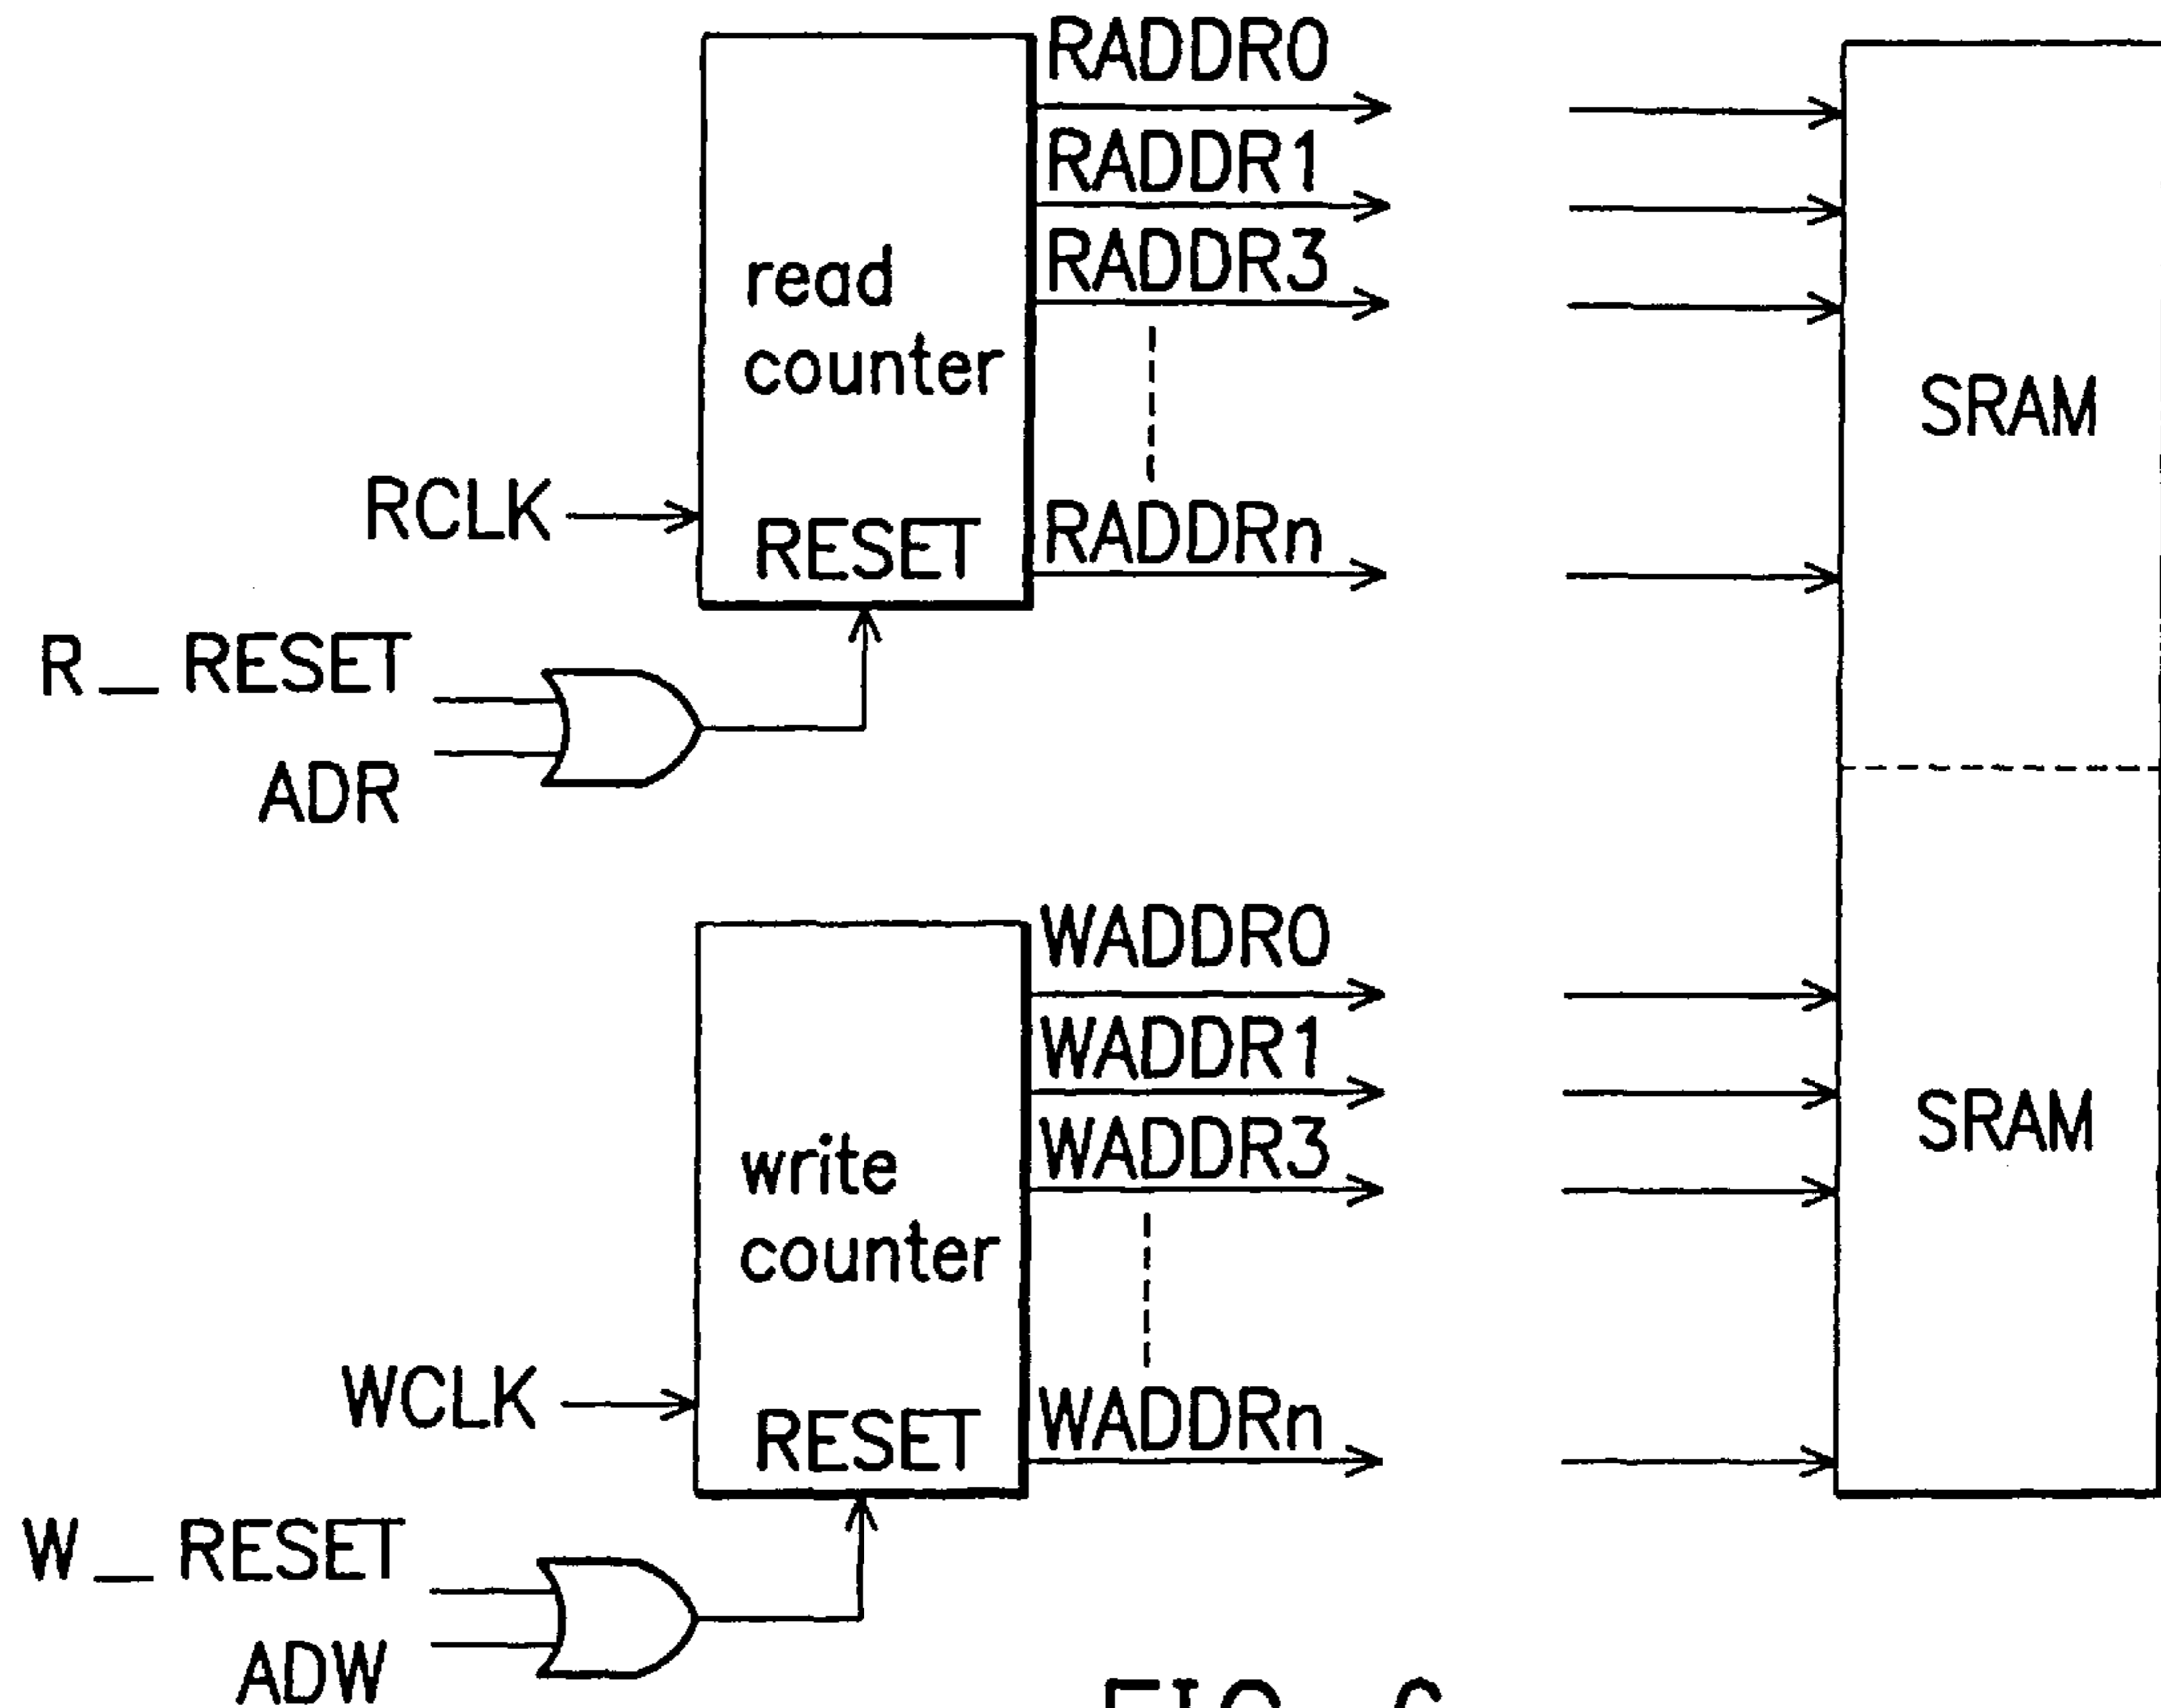 RADDR0
RADDR1
RADDR3
read
counter
SRAM
RCLK
RESET
RADDRn
R_RESET
ADR
WADDR0
WADDR1
WADDR3
write
counter
SRAM
WCLK
RESET
WADDRn
W_RESET
ADW